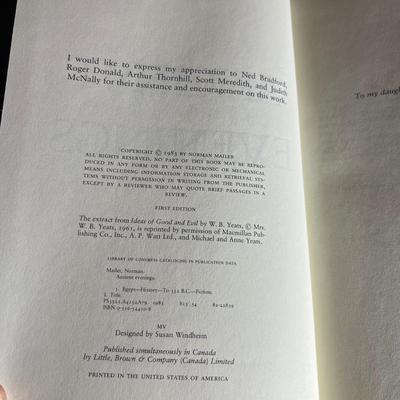 I would like to express my appreciation to Ned Bradford,
Roger Donald, Arthur Thornhill, Scott Meredith, and Judith
McNally for their assistance and encouragement on this work.
COPYRIGHT © 1983 BY NORMAN MAILER
ALL RIGHTS RESERVED. NO PART OF THIS BOOK MAY BE REPRO-
DUCED IN ANY FORM OR BY ANY ELECTRONIC OR MECHANICAL
MEANS INCLUDING INFORMATION STORAGE AND RETRIEVAL SYS-
TEMS WITHOUT PERMISSION IN WRITING FROM THE PUBLISHER,
EXCEPT BY A REVIEWER WHO MAY QUOTE BRIEF PASSAGES IN A
REVIEW.
FIRST EDITION
The extract from Ideas of Good and Evil by W. B. Yeats, © Mrs.
W. B. Yeats, 1961, is reprinted by permission of Macmillan Pub-
lishing Co., Inc., A. P. Watt Ltd., and Michael and Anne Yeats.
LIBRARY OF CONGRESS CATALOGING IN PUBLICATION DATA
Mailer, Norman.
Ancient evenings.
1. Egypt—History—To 332 B.C.—Fiction.
I. Title.
PS3525.A4152A79 1983 813'.54 82-22839
ISBN 0-316-54410-8
MV
Designed by Susan Windheim
Published simultaneously in Canada
by Little, Brown & Company (Canada) Limited
PRINTED IN THE UNITED STATES OF AMERICA
To my daugh